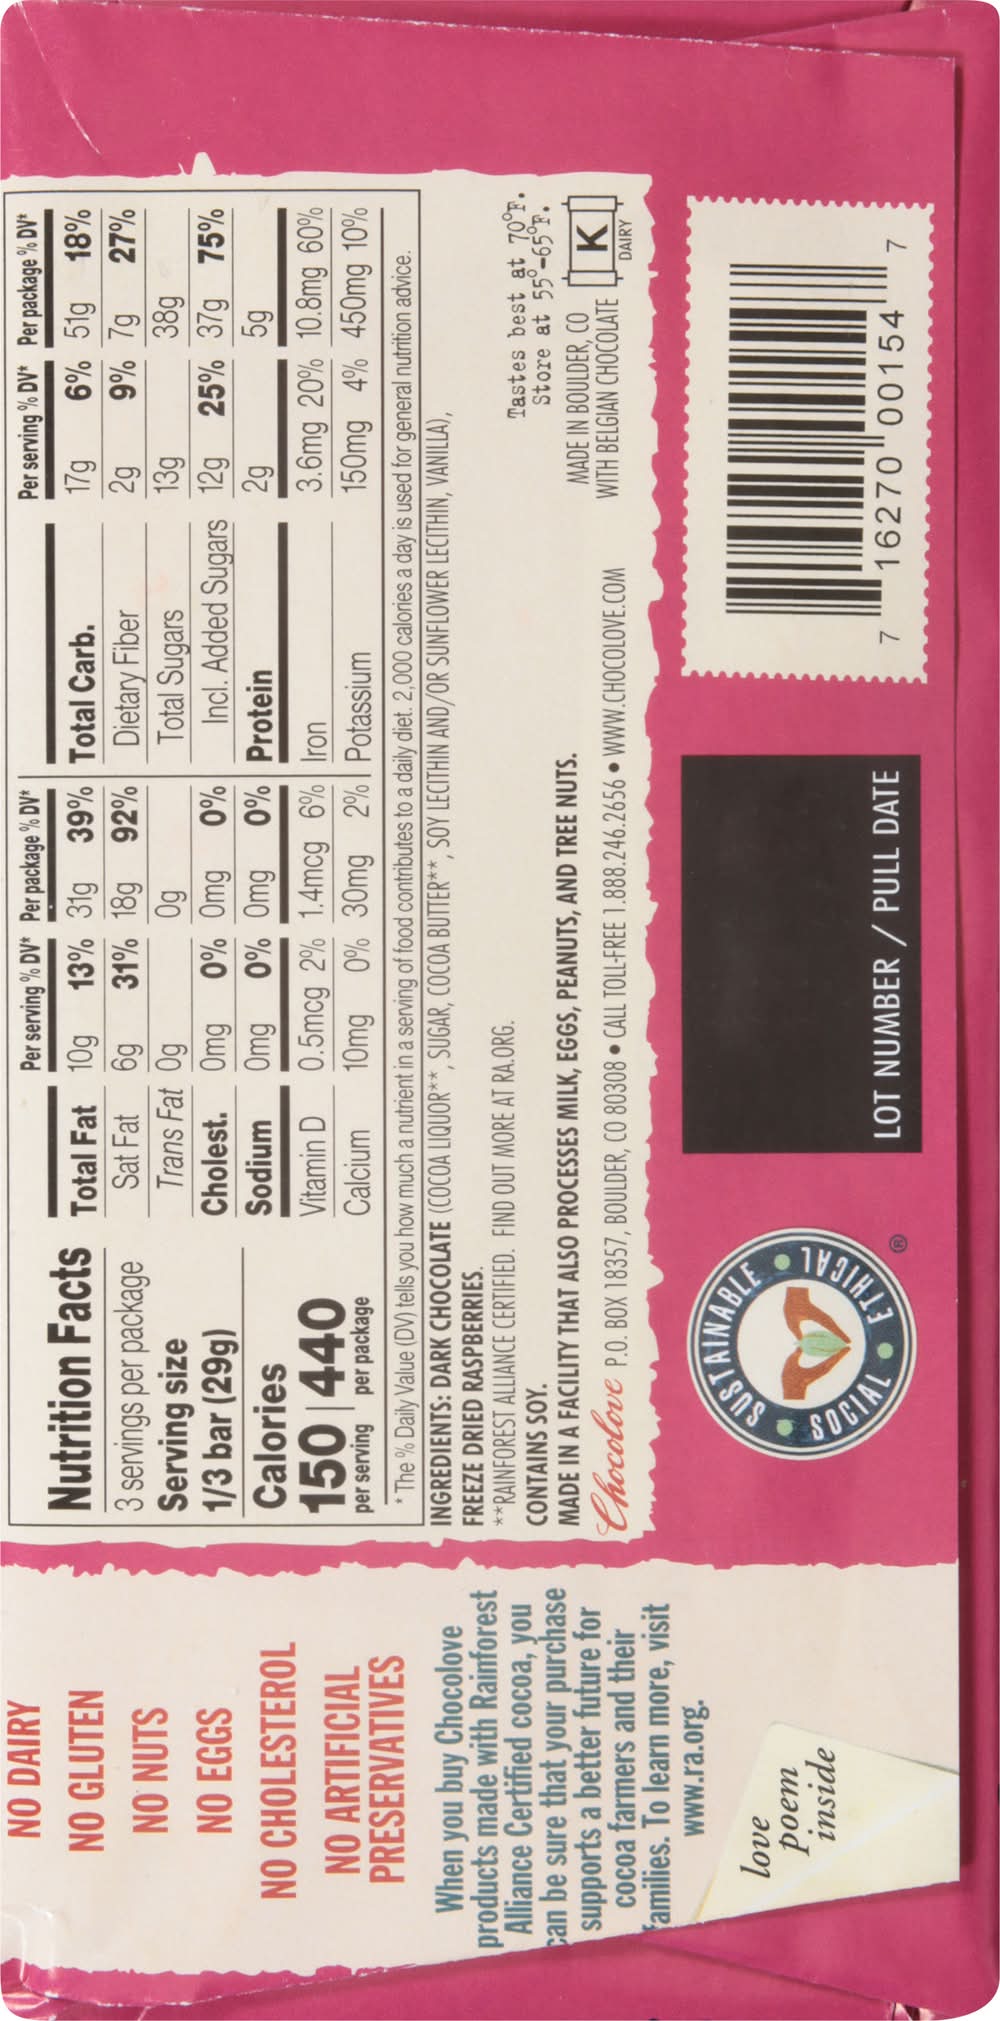 NO DAIRY
NO GLUTEN
NO NUTS
NO EGGS
NO CHOLESTEROL
NO ARTIFICIAL
PRESERVATIVES
When you buy Chocolove
products made with Rainforest
Alliance Certified cocoa, you
can be sure that your purchase
supports a better future for
cocoa farmers and their
families. To learn more, visit
www.ra.org.
love
poem
inside
Nutrition Facts
3 servings per package
Serving size
1/3 bar (29g)
Calories
150 440
per serving per package
Per serving % DV* Per package % DV*
Total Fat 10g 13% 31g 39%
Sat Fat 6g 31% 18g 92%
Trans Fat 0g 0g
Cholest. 0mg 0% 0mg 0%
Sodium 0mg 0% 0mg 0%
Vitamin D 0.5mcg 2% 1.4mcg 6%
Calcium 10mg 0% 30mg 2%
Per serving % DV* Per package % DV*
Total Carb. 17g 6% 51g 18%
Dietary Fiber 2g 9% 7g 27%
Total Sugars 13g 38g
Incl. Added Sugars 12g 25% 37g 75%
Protein 2g 5g
Iron 3.6mg 20% 10.8mg 60%
Potassium 150mg 4% 450mg 10%
* The % Daily Value (DV) tells you how much a nutrient in a serving of food contributes to a daily diet. 2,000 calories a day is used for general nutrition advice.
INGREDIENTS: DARK CHOCOLATE (COCOA LIQUOR**, SUGAR, COCOA BUTTER**, SOY LECITHIN AND/OR SUNFLOWER LECITHIN, VANILLA),
FREEZE DRIED RASPBERRIES.
**RAINFOREST ALLIANCE CERTIFIED. FIND OUT MORE AT RA.ORG.
CONTAINS SOY.
MADE IN A FACILITY THAT ALSO PROCESSES MILK, EGGS, PEANUTS, AND TREE NUTS.
Chocolove P.O. BOX 18357, BOULDER, CO 80308 • CALL TOLL-FREE 1.888.246.2656 • WWW.CHOCOLOVE.COM
Tastes best at 70°F.
Store at 55°-65°F.
MADE IN BOULDER, CO
WITH BELGIAN CHOCOLATE
K
DAIRY
SUSTAINABLE • ETHICAL • SOCIAL •
®
LOT NUMBER / PULL DATE
7 16270 00154 7